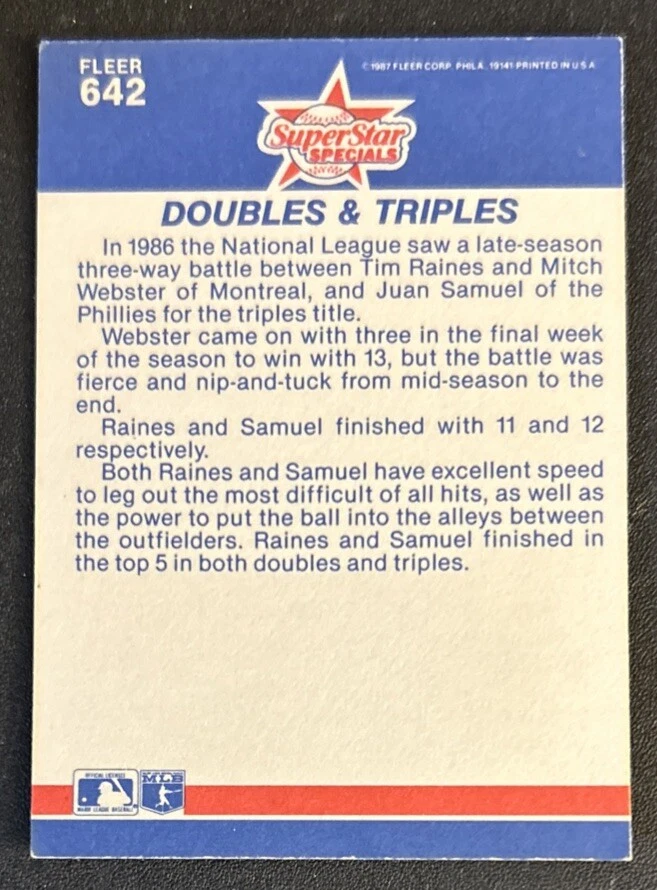 FLEER
642
©1987 FLEER CORP. PHILA. 19141 PRINTED IN U.S.A.
SuperStar
SPECIALS
DOUBLES & TRIPLES
In 1986 the National League saw a late-season
three-way battle between Tim Raines and Mitch
Webster of Montreal, and Juan Samuel of the
Phillies for the triples title.
Webster came on with three in the final week
of the season to win with 13, but the battle was
fierce and nip-and-tuck from mid-season to the
end.
Raines and Samuel finished with 11 and 12
respectively.
Both Raines and Samuel have excellent speed
to leg out the most difficult of all hits, as well as
the power to put the ball into the alleys between
the outfielders. Raines and Samuel finished in
the top 5 in both doubles and triples.
OFFICIAL LICENSEE
MAJOR LEAGUE BASEBALL
MLB